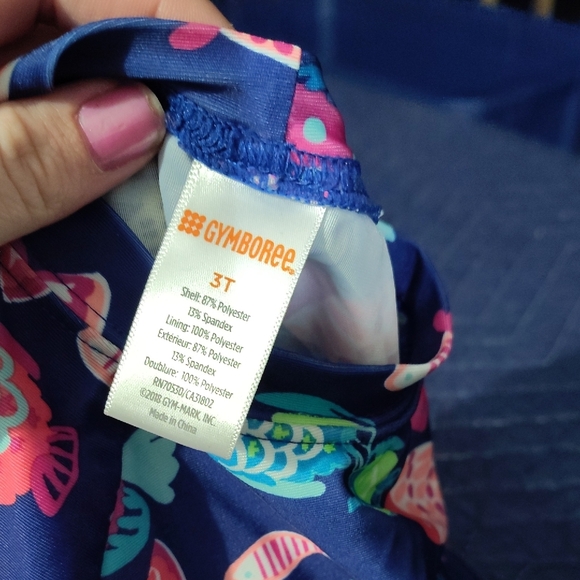 GYMBOREE
3T
Shell: 87% Polyester
13% Spandex
Lining: 100% Polyester
Extérieur: 87% Polyester
13% Spandex
Doublure: 100% Polyester
RN70530/CA31802
©2018 GYM-MARK, INC.
Made in China